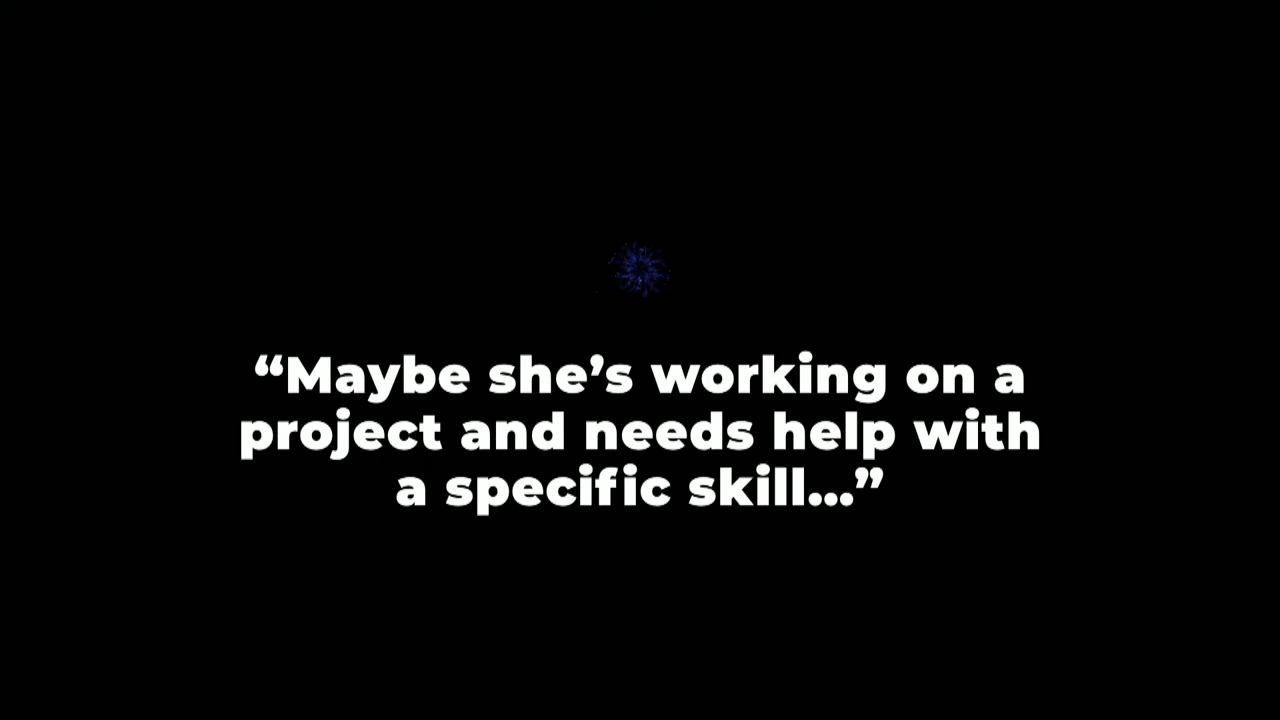 “Maybe she’s working on a
project and needs help with
a specific skill...”